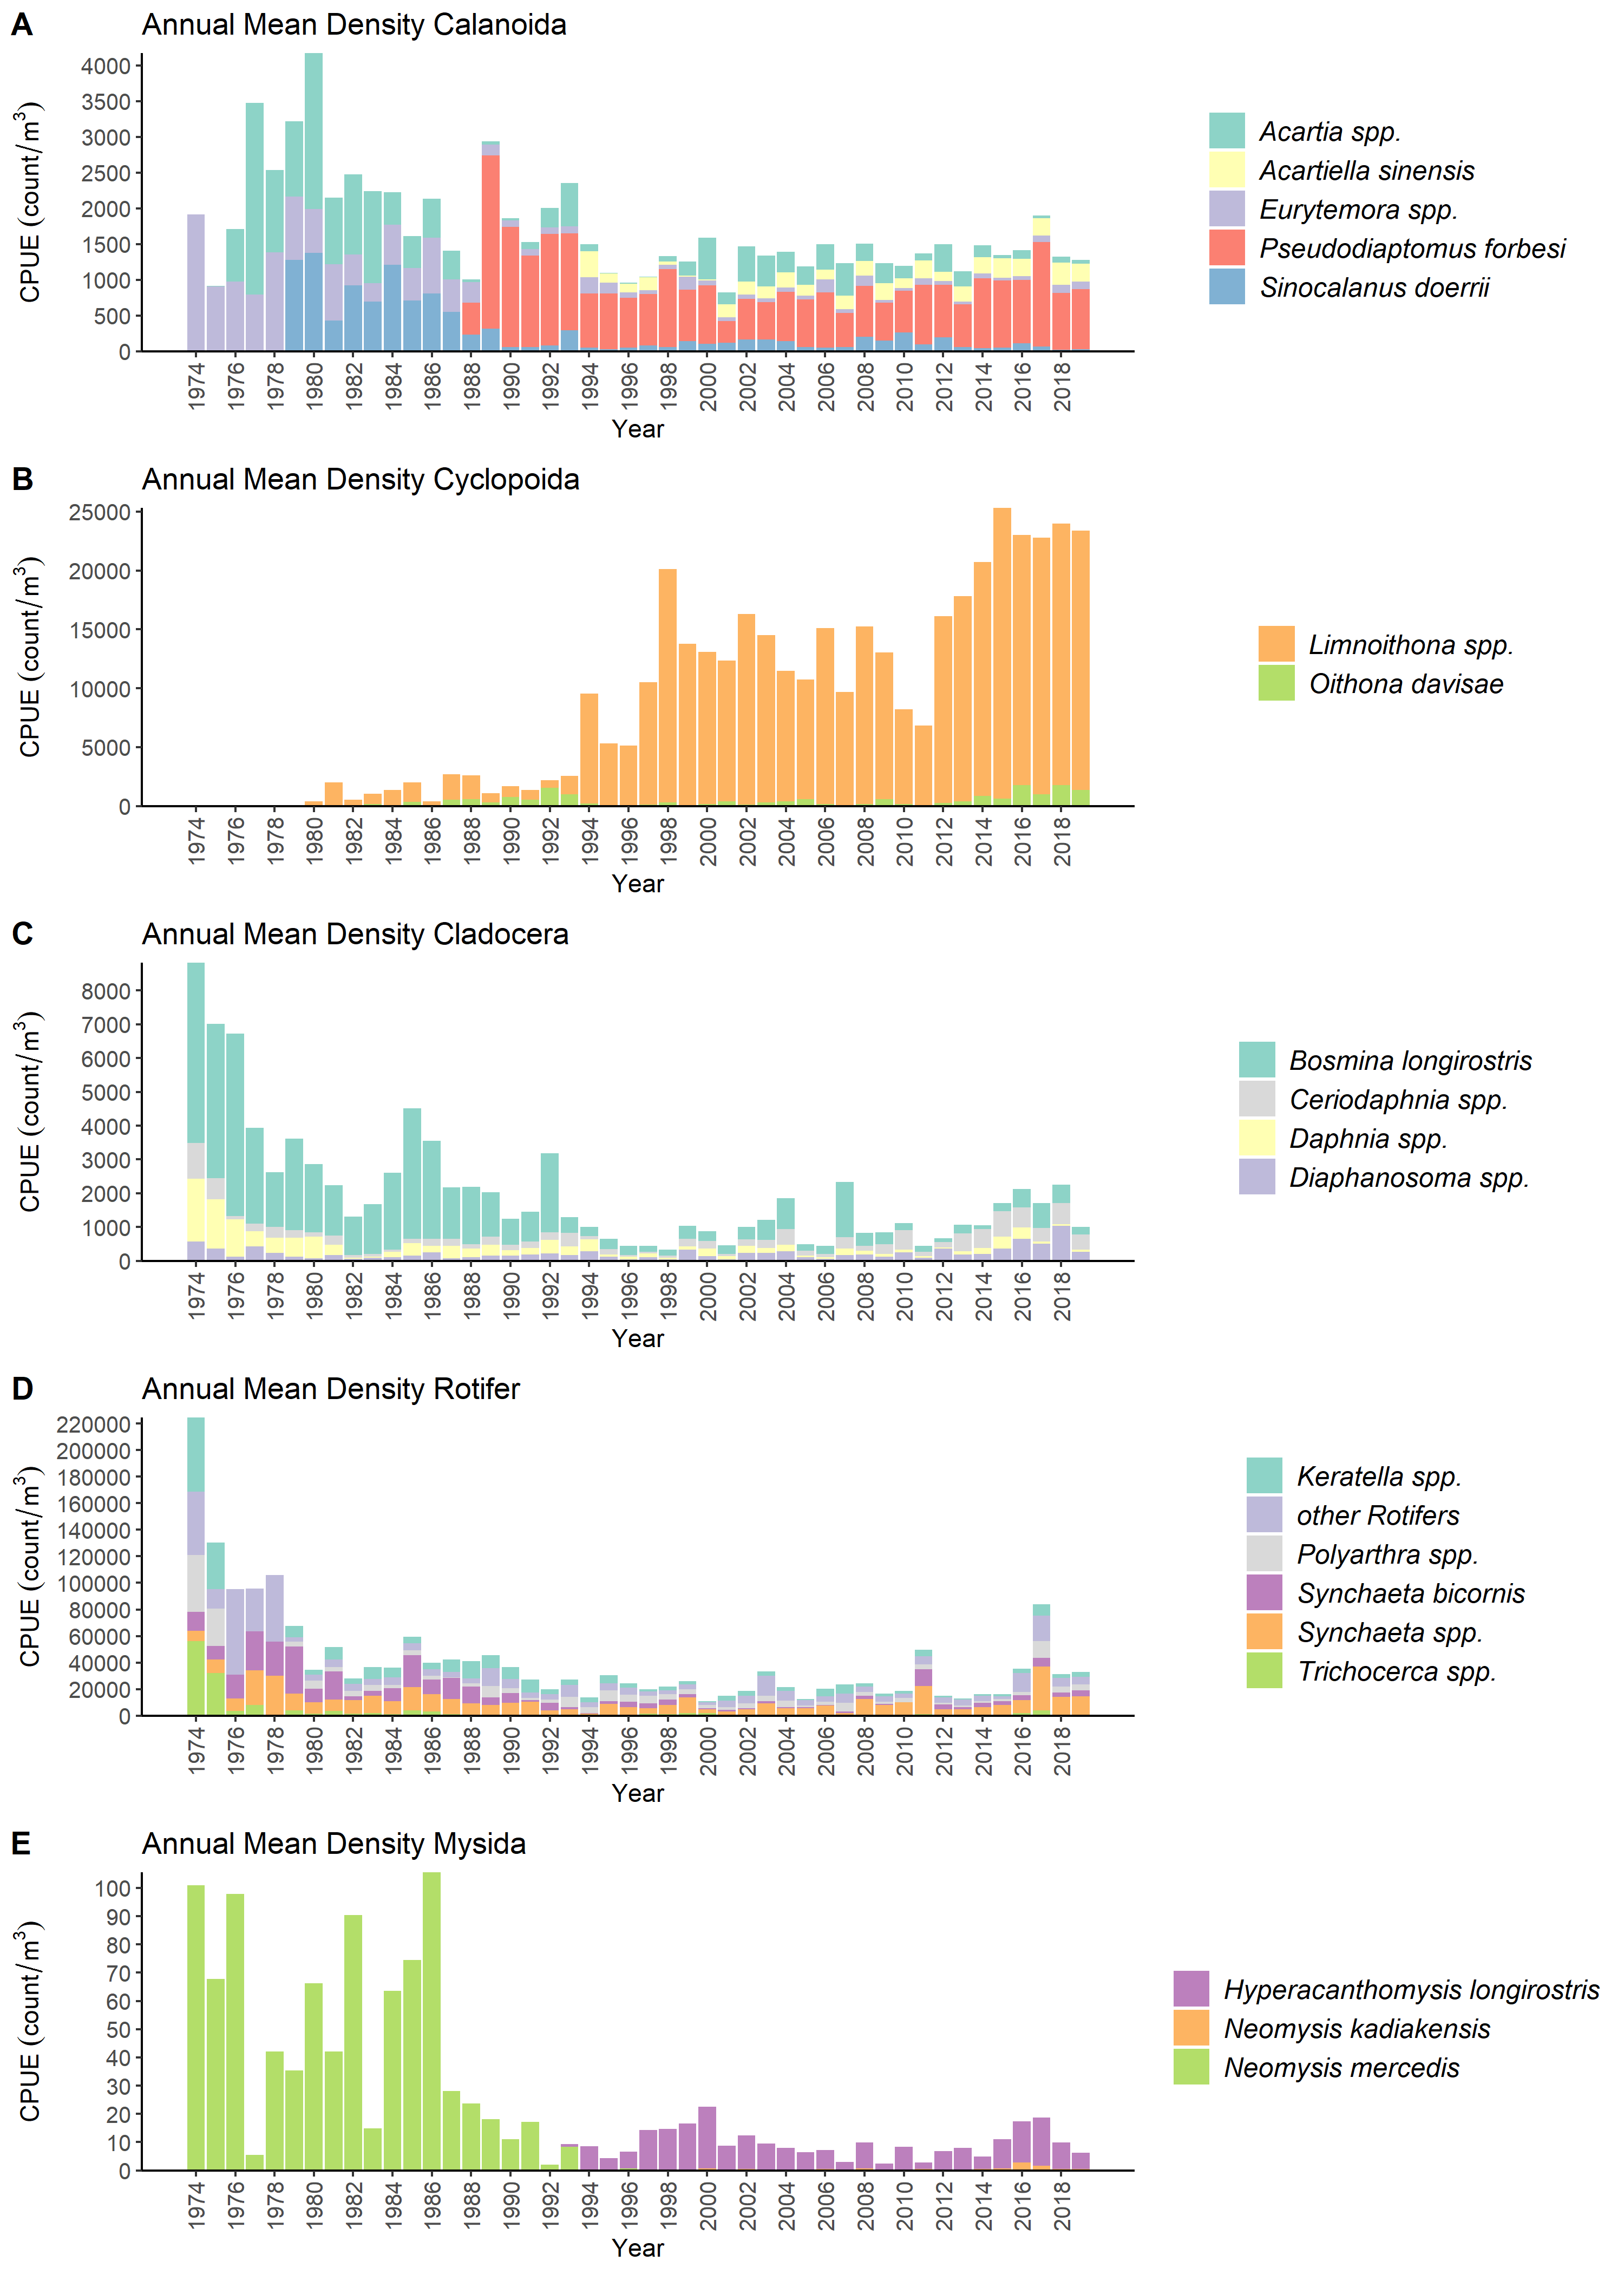 A Annual Mean Density Calanoida
CPUE (count/m³)
4000
3500
3000
2500
2000
1500
1000
500
0
1974 1976 1978 1980 1982 1984 1986 1988 1990 1992 1994 1996 1998 2000 2002 2004 2006 2008 2010 2012 2014 2016 2018
Year
Acartia spp.
Acartiella sinensis
Eurytemora spp.
Pseudodiaptomus forbesi
Sinocalanus doerrii
B Annual Mean Density Cyclopoida
CPUE (count/m³)
25000
20000
15000
10000
5000
0
1974 1976 1978 1980 1982 1984 1986 1988 1990 1992 1994 1996 1998 2000 2002 2004 2006 2008 2010 2012 2014 2016 2018
Year
Limnoithona spp.
Oithona davisae
C Annual Mean Density Cladocera
CPUE (count/m³)
8000
7000
6000
5000
4000
3000
2000
1000
0
1974 1976 1978 1980 1982 1984 1986 1988 1990 1992 1994 1996 1998 2000 2002 2004 2006 2008 2010 2012 2014 2016 2018
Year
Bosmina longirostris
Ceriodaphnia spp.
Daphnia spp.
Diaphanosoma spp.
D Annual Mean Density Rotifer
CPUE (count/m³)
220000
200000
180000
160000
140000
120000
100000
80000
60000
40000
20000
0
1974 1976 1978 1980 1982 1984 1986 1988 1990 1992 1994 1996 1998 2000 2002 2004 2006 2008 2010 2012 2014 2016 2018
Year
Keratella spp.
other Rotifers
Polyarthra spp.
Synchaeta bicornis
Synchaeta spp.
Trichocerca spp.
E Annual Mean Density Mysida
CPUE (count/m³)
100
90
80
70
60
50
40
30
20
10
0
1974 1976 1978 1980 1982 1984 1986 1988 1990 1992 1994 1996 1998 2000 2002 2004 2006 2008 2010 2012 2014 2016 2018
Year
Hyperacanthomysis longirostris
Neomysis kadiakensis
Neomysis mercedis